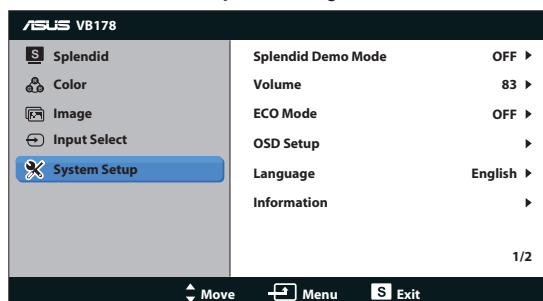 ASUS VB178
S Splendid
Color
Image
Input Select
System Setup
Splendid Demo Mode OFF
Volume 83
ECO Mode OFF
OSD Setup
Language English
Information
1/2
Move Menu S Exit